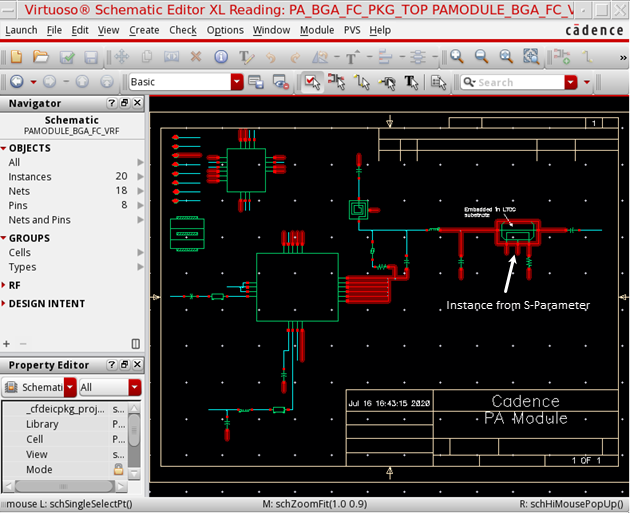 Virtuoso® Schematic Editor XL Reading: PA_BGA_FC_PKG_TOP PAMODULE_BGA_FC_V
Launch File Edit View Create Check Options Window Module PVS Help cādence
Basic
Search
Navigator
Schematic
PAMODULE_BGA_FC_VRF
OBJECTS
All
Instances 20
Nets 18
Pins 8
Nets and Pins
GROUPS
Cells
Types
RF
DESIGN INTENT
Property Editor
Schemati All
_cfdeicpkg_proj... s...
Library P...
Cell P...
View s...
Mode
1
Embedded in LTCC
substrate
Instance from S-Parameter
Jul 16 16:43:15 2020
Cadence
PA Module
1 OF 1
mouse L: schSingleSelectPt() M: schZoomFit(1.0 0.9) R: schHiMousePopUp()